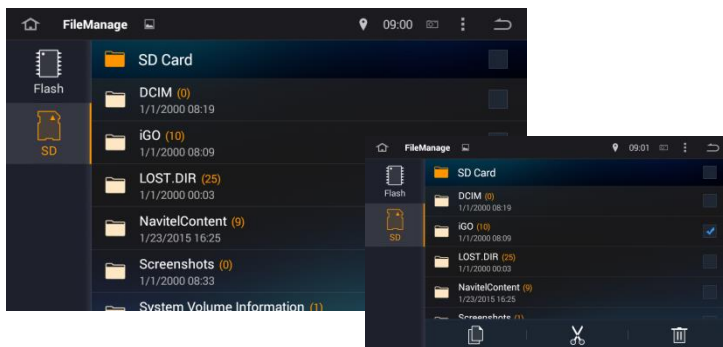 FileManage
09:00
Flash
SD
SD Card
DCIM (0)
1/1/2000 08:19
iGO (10)
1/1/2000 08:09
LOST.DIR (25)
1/1/2000 00:03
NavitelContent (9)
1/23/2015 16:25
Screenshots (0)
1/1/2000 08:33
System Volume Information (1)
FileManage
09:01
Flash
SD
SD Card
DCIM (0)
1/1/2000 08:19
iGO (10)
1/1/2000 08:09
LOST.DIR (25)
1/1/2000 00:03
NavitelContent (9)
1/23/2015 16:25
Screenshots